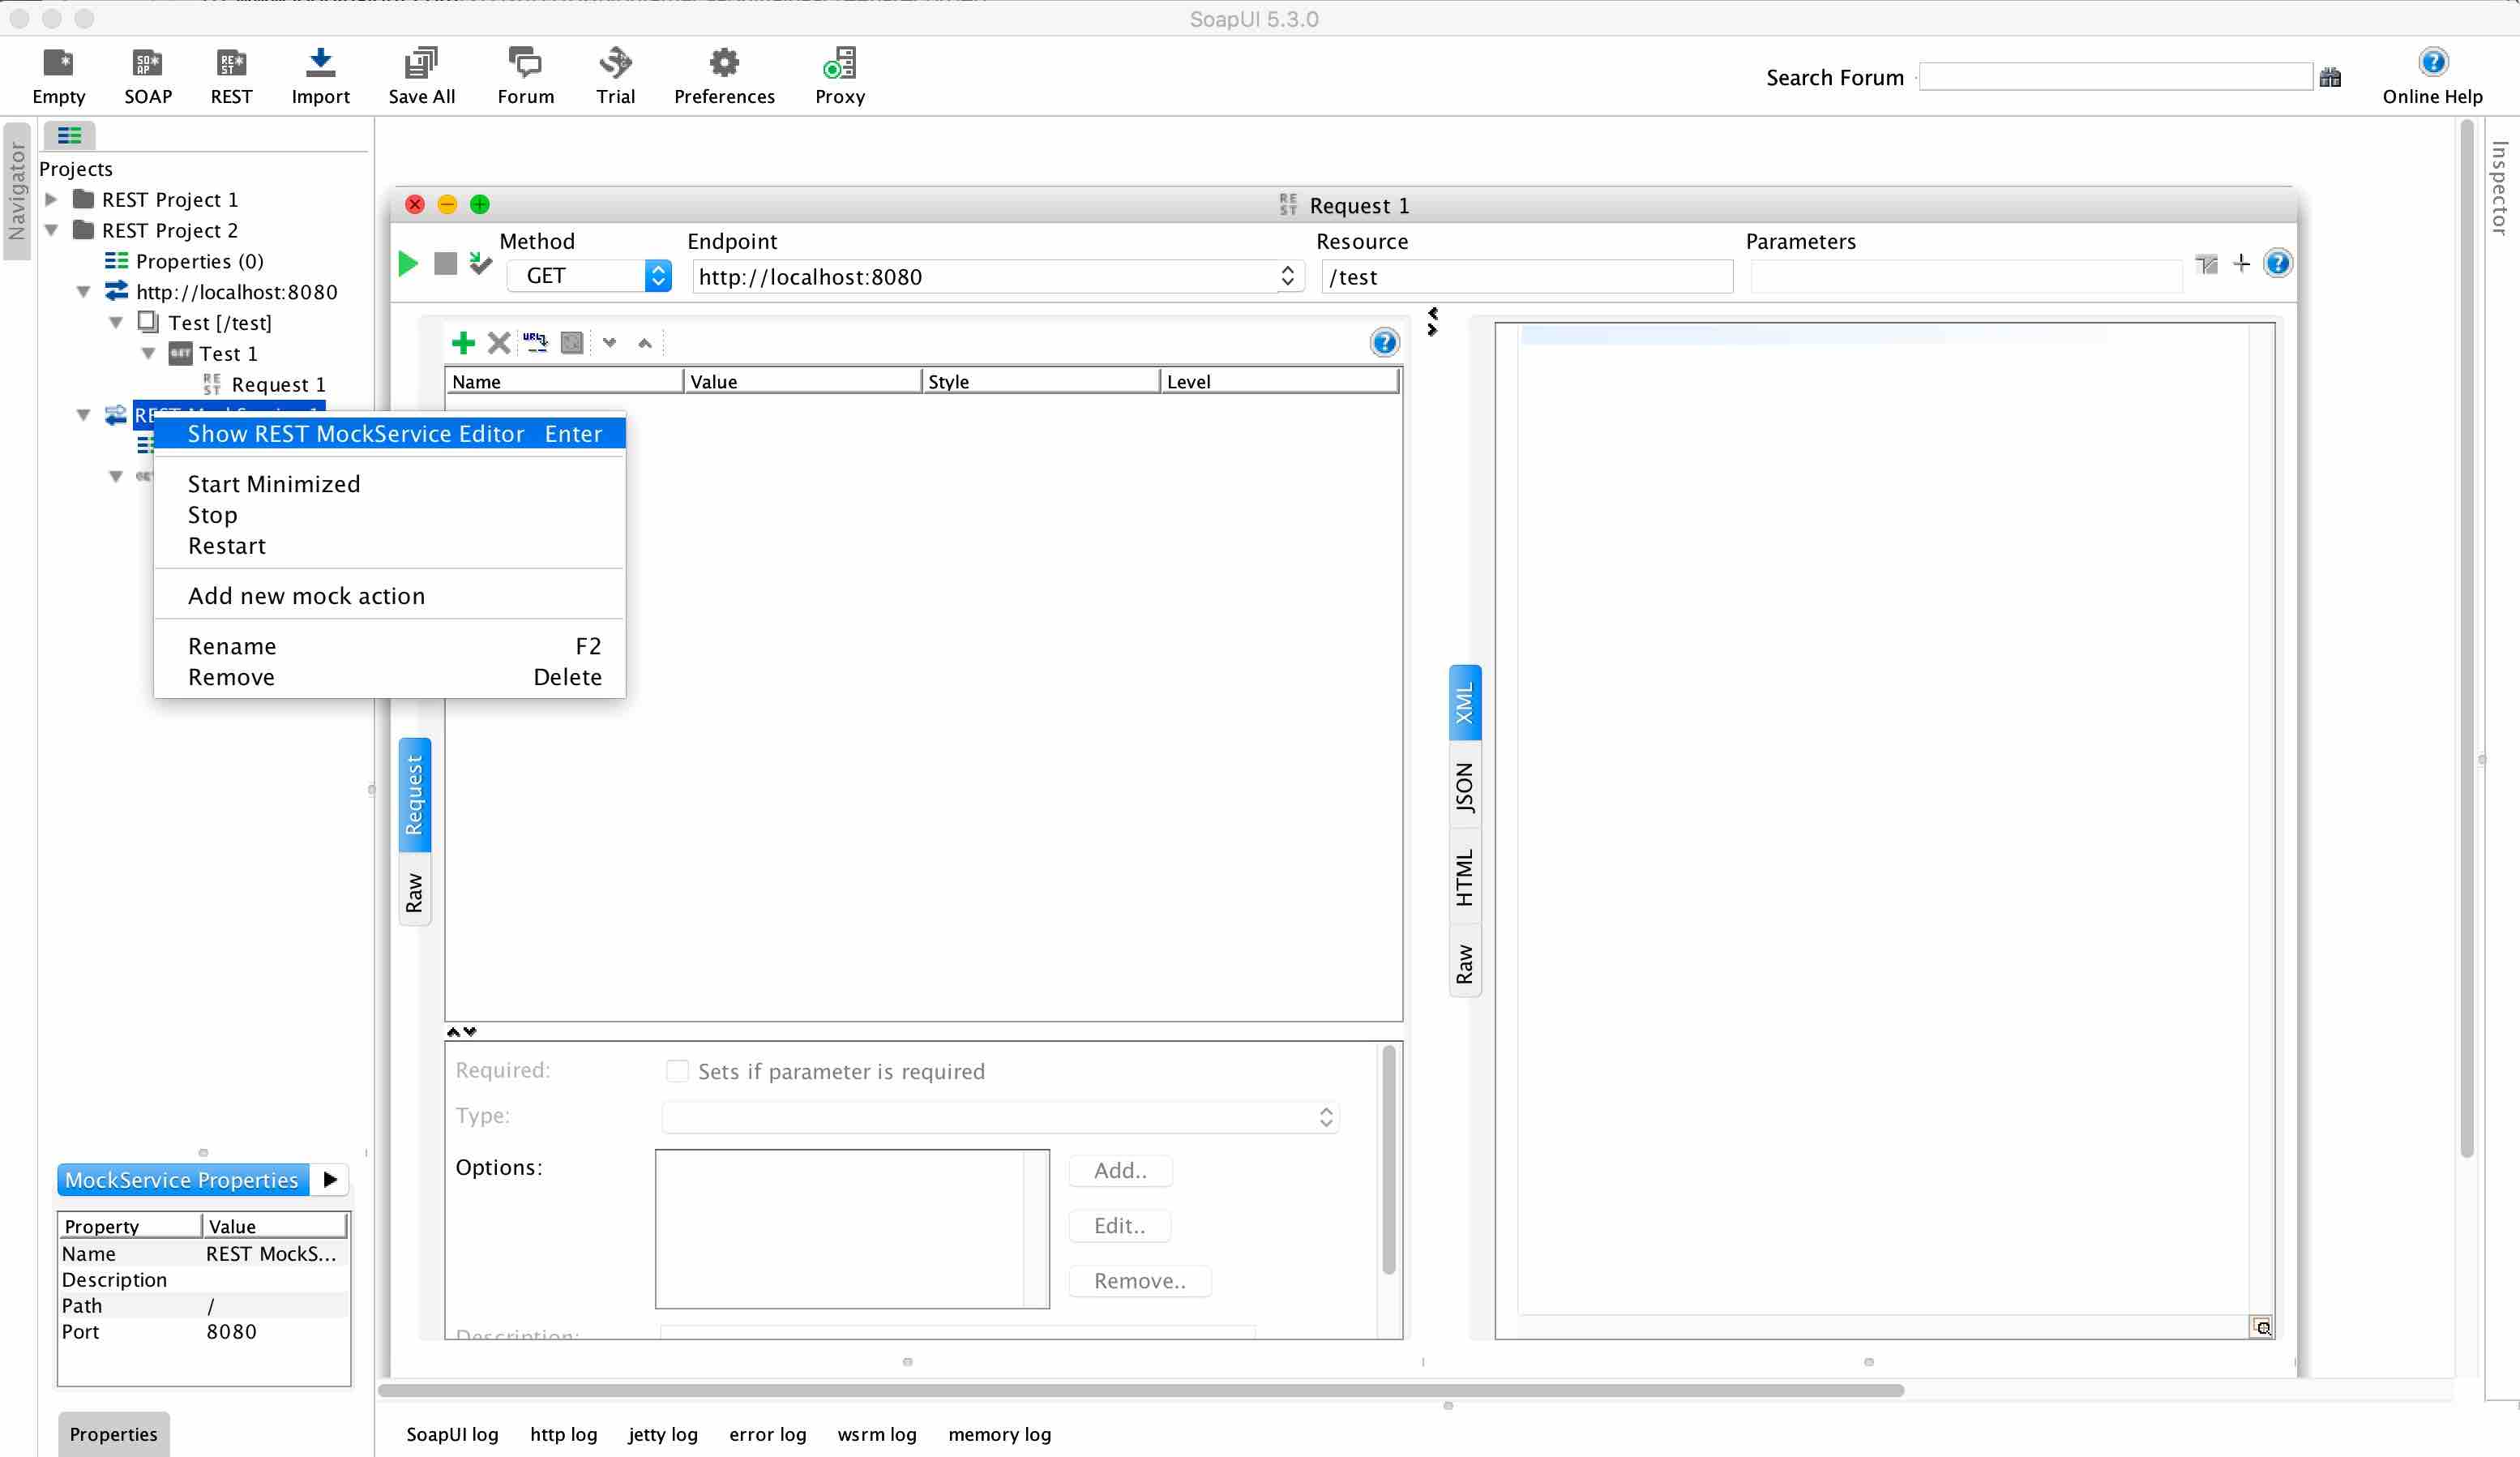 SoapUI 5.3.0
Empty SOAP REST Import Save All Forum Trial Preferences Proxy
Search Forum
Online Help
Navigator
Inspector
Projects
REST Project 1
REST Project 2
Properties (0)
http://localhost:8080
Test [/test]
Test 1
Request 1
Show REST MockService Editor Enter
Start Minimized
Stop
Restart
Add new mock action
Rename F2
Remove Delete
Request 1
Method Endpoint Resource Parameters
GET http://localhost:8080 /test
Name Value Style Level
Request
Raw
XML
JSON
HTML
Raw
Required: Sets if parameter is required
Type:
Options:
Add..
Edit..
Remove..
Description:
MockService Properties
Property Value
Name REST MockS...
Description
Path /
Port 8080
Properties
SoapUI log http log jetty log error log wsrm log memory log